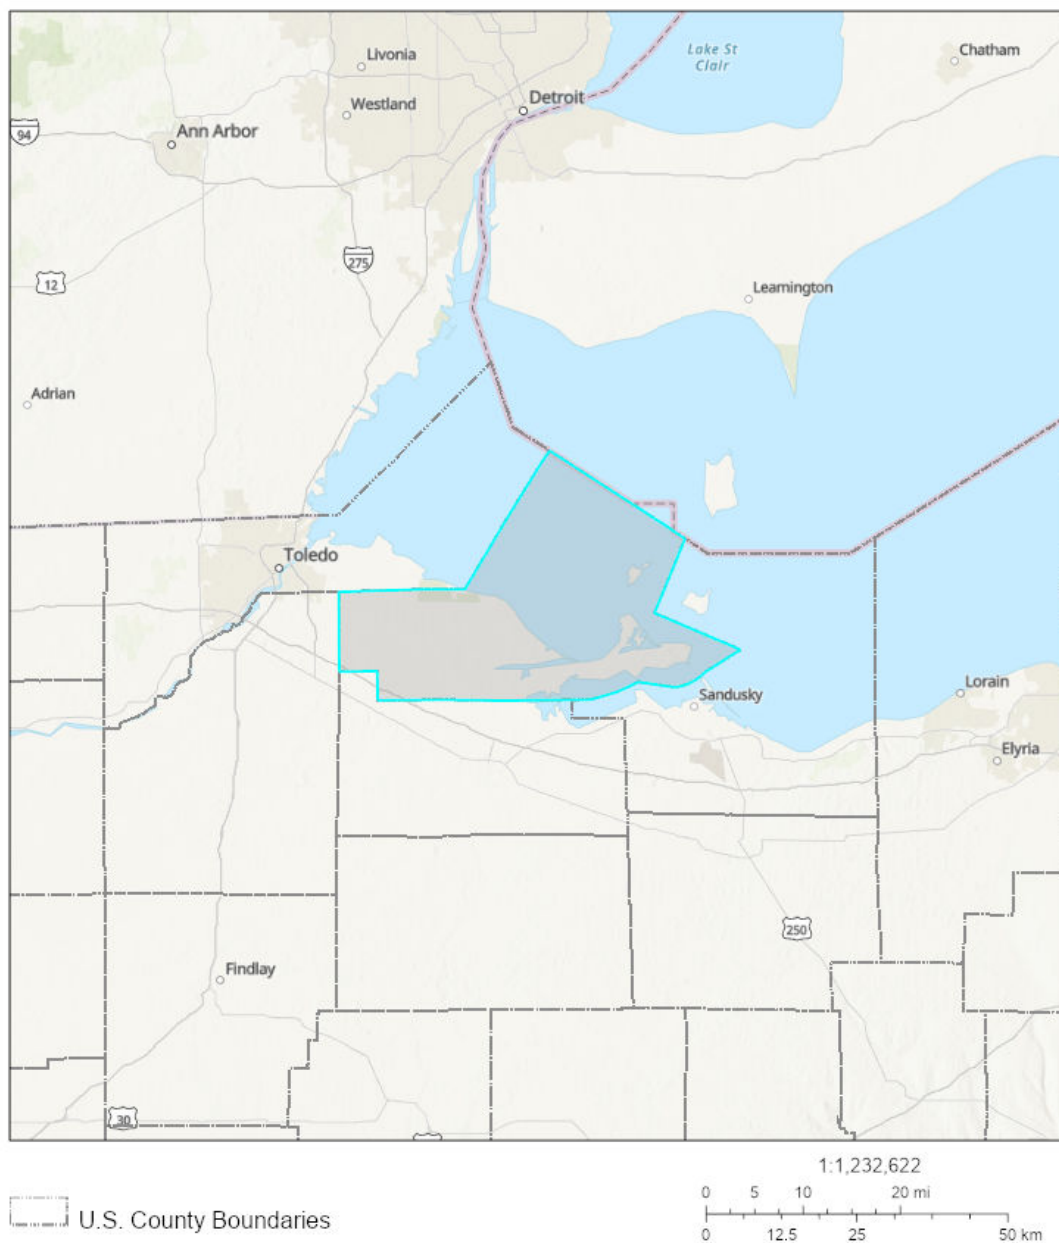 Lake St
Clair
Chatham
Livonia
Westland
Detroit
94
Ann Arbor
275
12
Leamington
Adrian
Toledo
Sandusky
Lorain
Elyria
250
Findlay
30
1:1,232,622
0 5 10 20 mi
0 12.5 25 50 km
U.S. County Boundaries